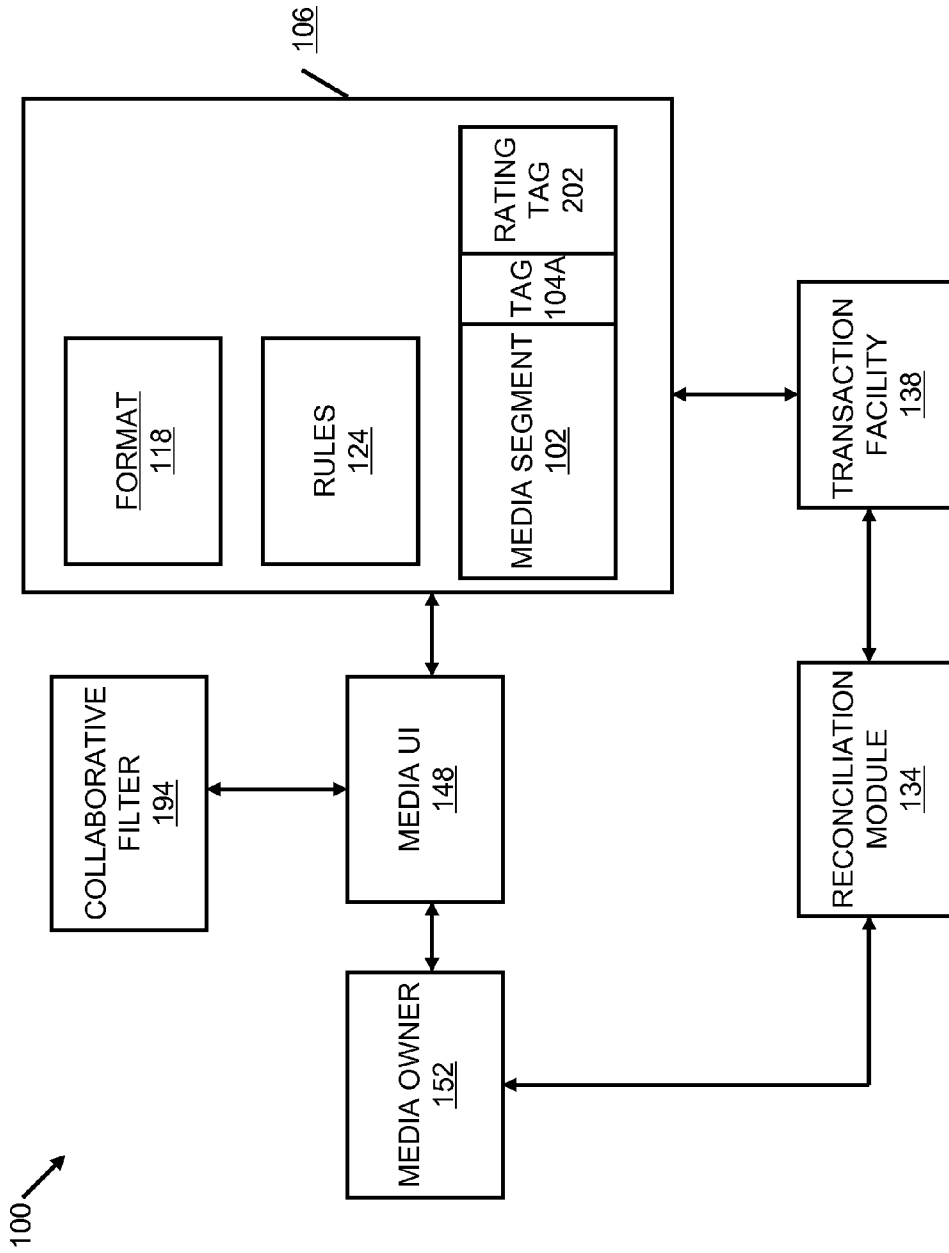 100
COLLABORATIVE
FILTER
194
106
FORMAT
118
RULES
124
MEDIA OWNER
152
MEDIA UI
148
MEDIA SEGMENT
102
TAG
104A
RATING
TAG
202
RECONCILIATION
MODULE
134
TRANSACTION
FACILITY
138